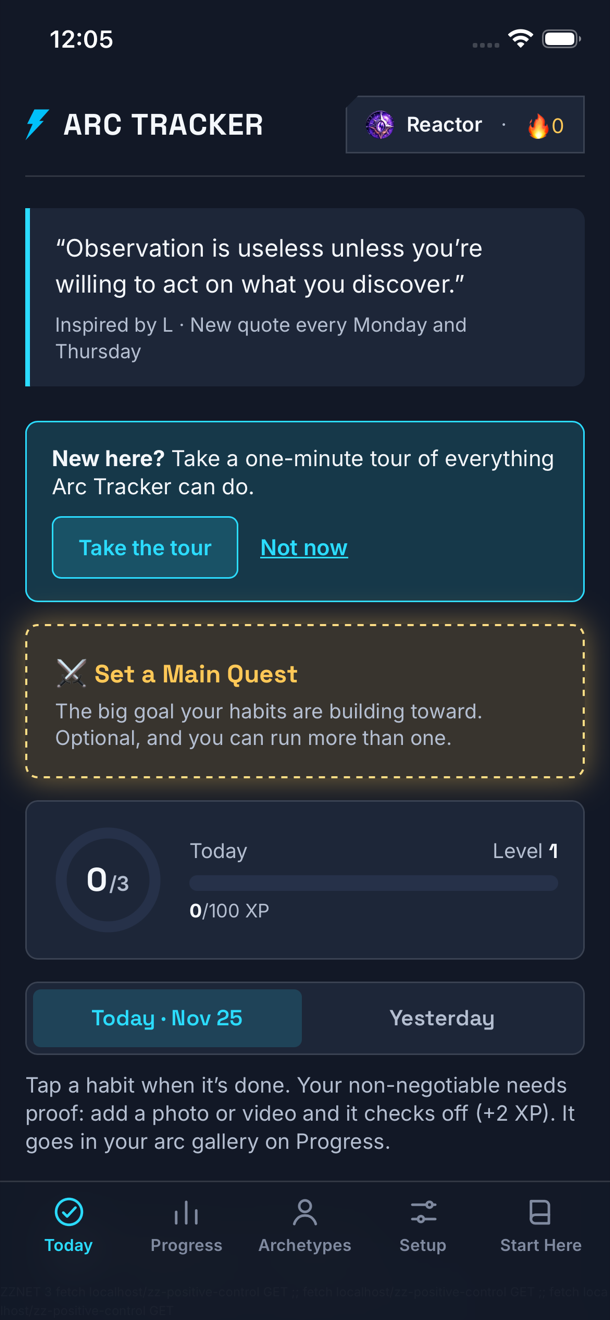 12:05
ARC TRACKER
Reactor · 0
“Observation is useless unless you’re
willing to act on what you discover.”
Inspired by L · New quote every Monday and
Thursday
New here? Take a one-minute tour of everything
Arc Tracker can do.
Take the tour
Not now
Set a Main Quest
The big goal your habits are building toward.
Optional, and you can run more than one.
0/3
Today
Level 1
0/100 XP
Today · Nov 25
Yesterday
Tap a habit when it’s done. Your non-negotiable needs
proof: add a photo or video and it checks off (+2 XP). It
goes in your arc gallery on Progress.
Today
Progress
Archetypes
Setup
Start Here